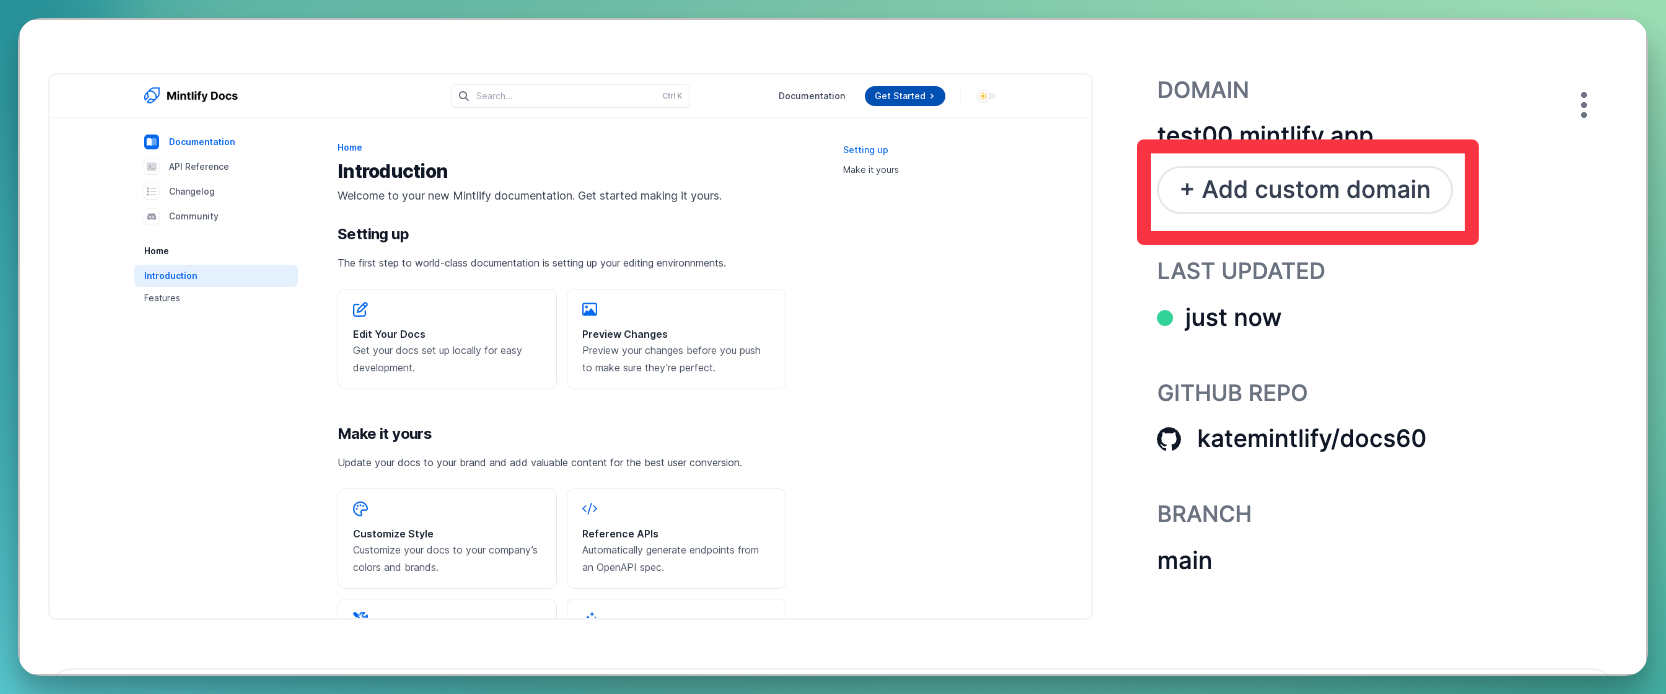 Mintlify Docs
Search...
Ctrl K
Documentation
Get Started
Documentation
API Reference
Changelog
Community
Home
Introduction
Features
Home
Introduction
Welcome to your new Mintlify documentation. Get started making it yours.
Setting up
The first step to world-class documentation is setting up your editing environnments.
Edit Your Docs
Get your docs set up locally for easy
development.
Preview Changes
Preview your changes before you push
to make sure they're perfect.
Make it yours
Update your docs to your brand and add valuable content for the best user conversion.
Customize Style
Customize your docs to your company's
colors and brands.
Reference APIs
Automatically generate endpoints from
an OpenAPI spec.
Setting up
Make it yours
DOMAIN
test00.mintlify.app
+ Add custom domain
LAST UPDATED
just now
GITHUB REPO
katemintlify/docs60
BRANCH
main